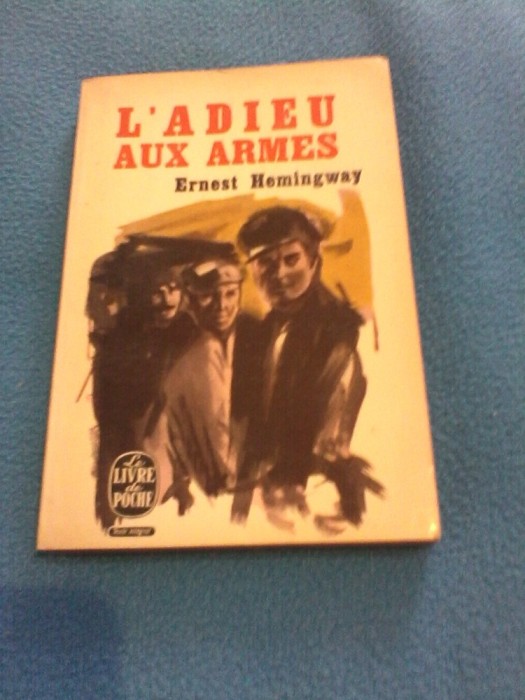 L'ADIEU
AUX ARMES
Ernest Hemingway
Le
LIVRE
de
POCHE